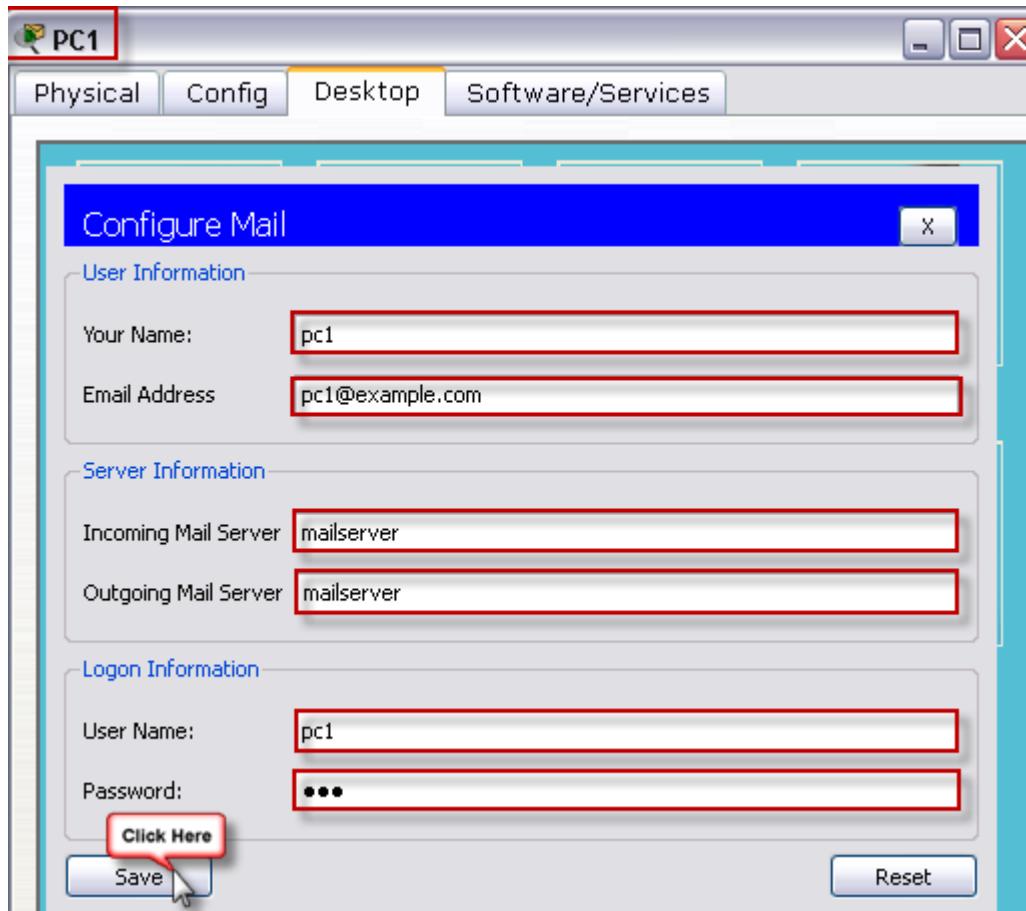 PC1
Physical Config Desktop Software/Services
Configure Mail X
User Information
Your Name: pc1
Email Address pc1@example.com
Server Information
Incoming Mail Server mailserver
Outgoing Mail Server mailserver
Logon Information
User Name: pc1
Password: •••
Click Here
Save Reset